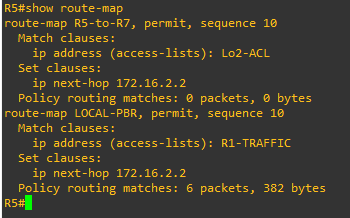 R5#show route-map
route-map R5-to-R7, permit, sequence 10
  Match clauses:
    ip address (access-lists): Lo2-ACL
  Set clauses:
    ip next-hop 172.16.2.2
  Policy routing matches: 0 packets, 0 bytes
route-map LOCAL-PBR, permit, sequence 10
  Match clauses:
    ip address (access-lists): R1-TRAFFIC
  Set clauses:
    ip next-hop 172.16.2.2
  Policy routing matches: 6 packets, 382 bytes
R5#